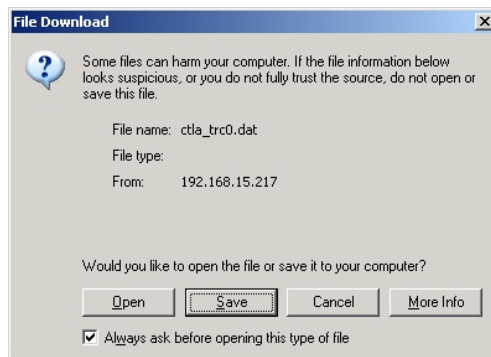 File Download
Some files can harm your computer. If the file information below
looks suspicious, or you do not fully trust the source, do not open or
save this file.
File name: ctla_trc0.dat
File type:
From: 192.168.15.217
Would you like to open the file or save it to your computer?
Open Save Cancel More Info
Always ask before opening this type of file